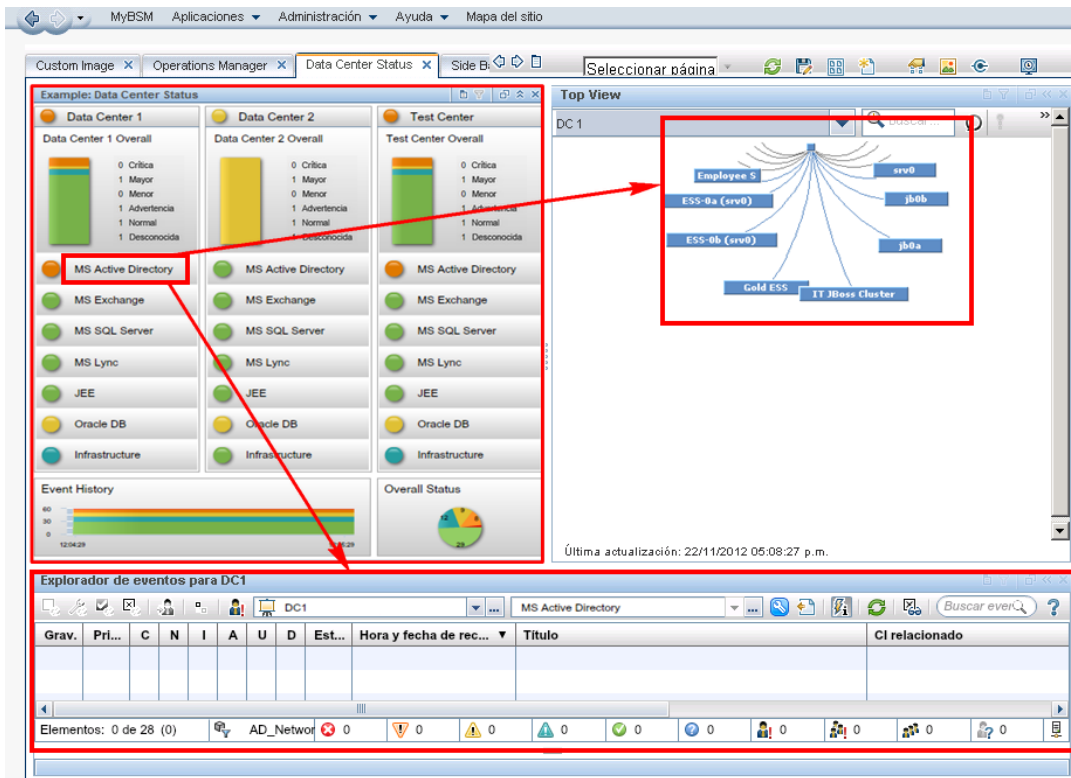 MyBSM Aplicaciones Administración Ayuda Mapa del sitio
Custom Image Operations Manager Data Center Status Side B Seleccionar página
Example: Data Center Status
Data Center 1 Data Center 2 Test Center
Data Center 1 Overall Data Center 2 Overall Test Center Overall
0 Crítica 0 Crítica 0 Crítica
1 Mayor 1 Mayor 1 Mayor
0 Menor 0 Menor 0 Menor
1 Advertencia 1 Advertencia 1 Advertencia
1 Normal 1 Normal 1 Normal
1 Desconocida 1 Desconocida 1 Desconocida
MS Active Directory MS Active Directory MS Active Directory
MS Exchange MS Exchange MS Exchange
MS SQL Server MS SQL Server MS SQL Server
MS Lync MS Lync MS Lync
JEE JEE JEE
Oracle DB Oracle DB Oracle DB
Infrastructure Infrastructure Infrastructure
Event History Overall Status
60
30
0
12:04:29
12
29
Top View
DC 1 Buscar...
Employee S srv0
ESS-0a (srv0) jb0b
ESS-0b (srv0) jb0a
Gold ESS IT JBoss Cluster
Última actualización: 22/11/2012 05:08:27 p.m.
Explorador de eventos para DC1
DC1 ... MS Active Directory ... Buscar even ?
Grav. Pri... C N I A U D Est... Hora y fecha de rec... Título CI relacionado
Elementos: 0 de 28 (0) AD_Networ 0 0 0 0 0 0 0 0 0 0